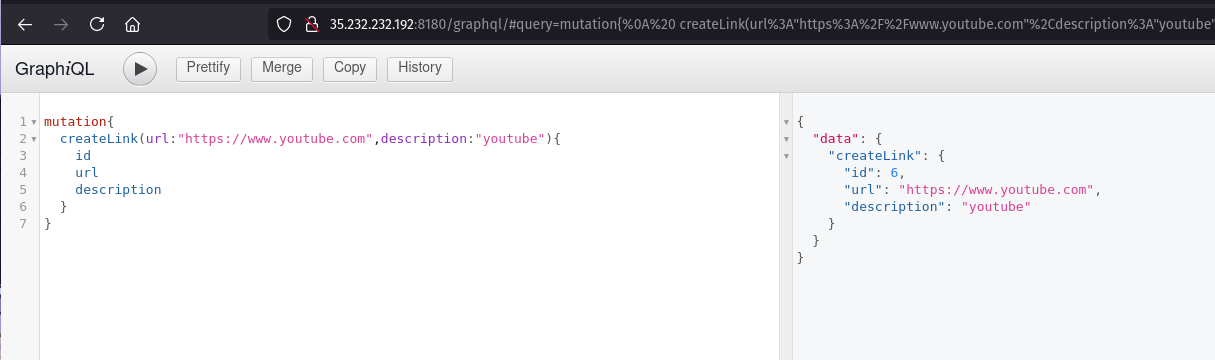 35.232.232.192:8180/graphql/#query=mutation{%0A%20 createLink(url%3A"https%3A%2F%2Fwww.youtube.com"%2Cdescription%3A"youtube"
GraphiQL Prettify Merge Copy History
1 mutation{
2 createLink(url:"https://www.youtube.com",description:"youtube"){
3 id
4 url
5 description
6 }
7 }
{
"data": {
"createLink": {
"id": 6,
"url": "https://www.youtube.com",
"description": "youtube"
}
}
}